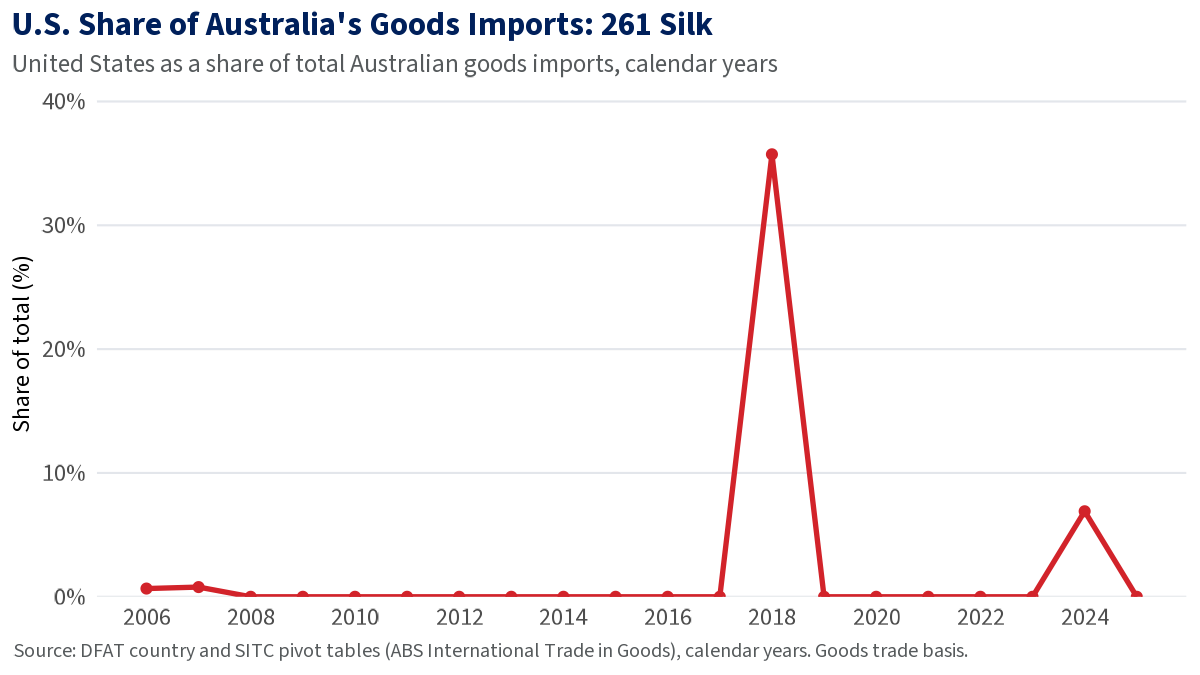 U.S. Share of Australia's Goods Imports: 261 Silk
United States as a share of total Australian goods imports, calendar years
Share of total (%)
40%
30%
20%
10%
0%
2006 2008 2010 2012 2014 2016 2018 2020 2022 2024
Source: DFAT country and SITC pivot tables (ABS International Trade in Goods), calendar years. Goods trade basis.